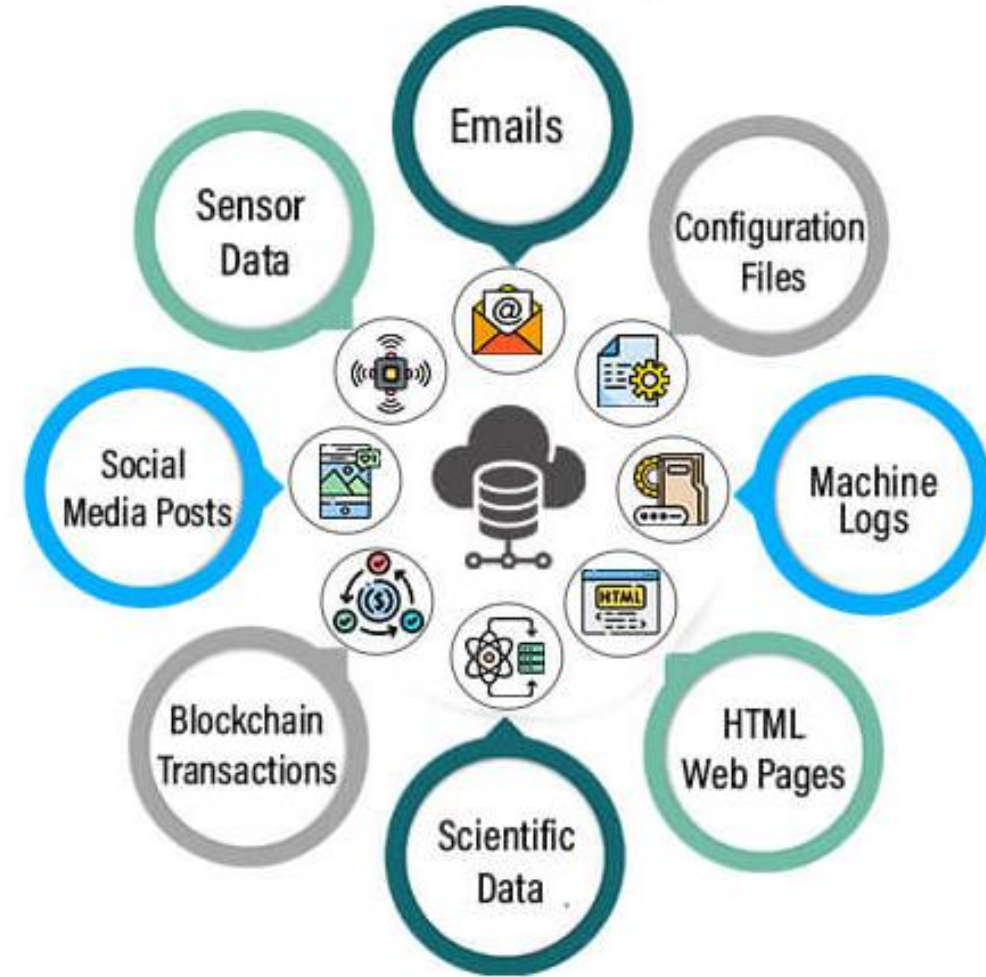 Emails
Configuration
Files
Machine
Logs
HTML
Web Pages
Scientific
Data
Blockchain
Transactions
Social
Media Posts
Sensor
Data
@
HTML
$